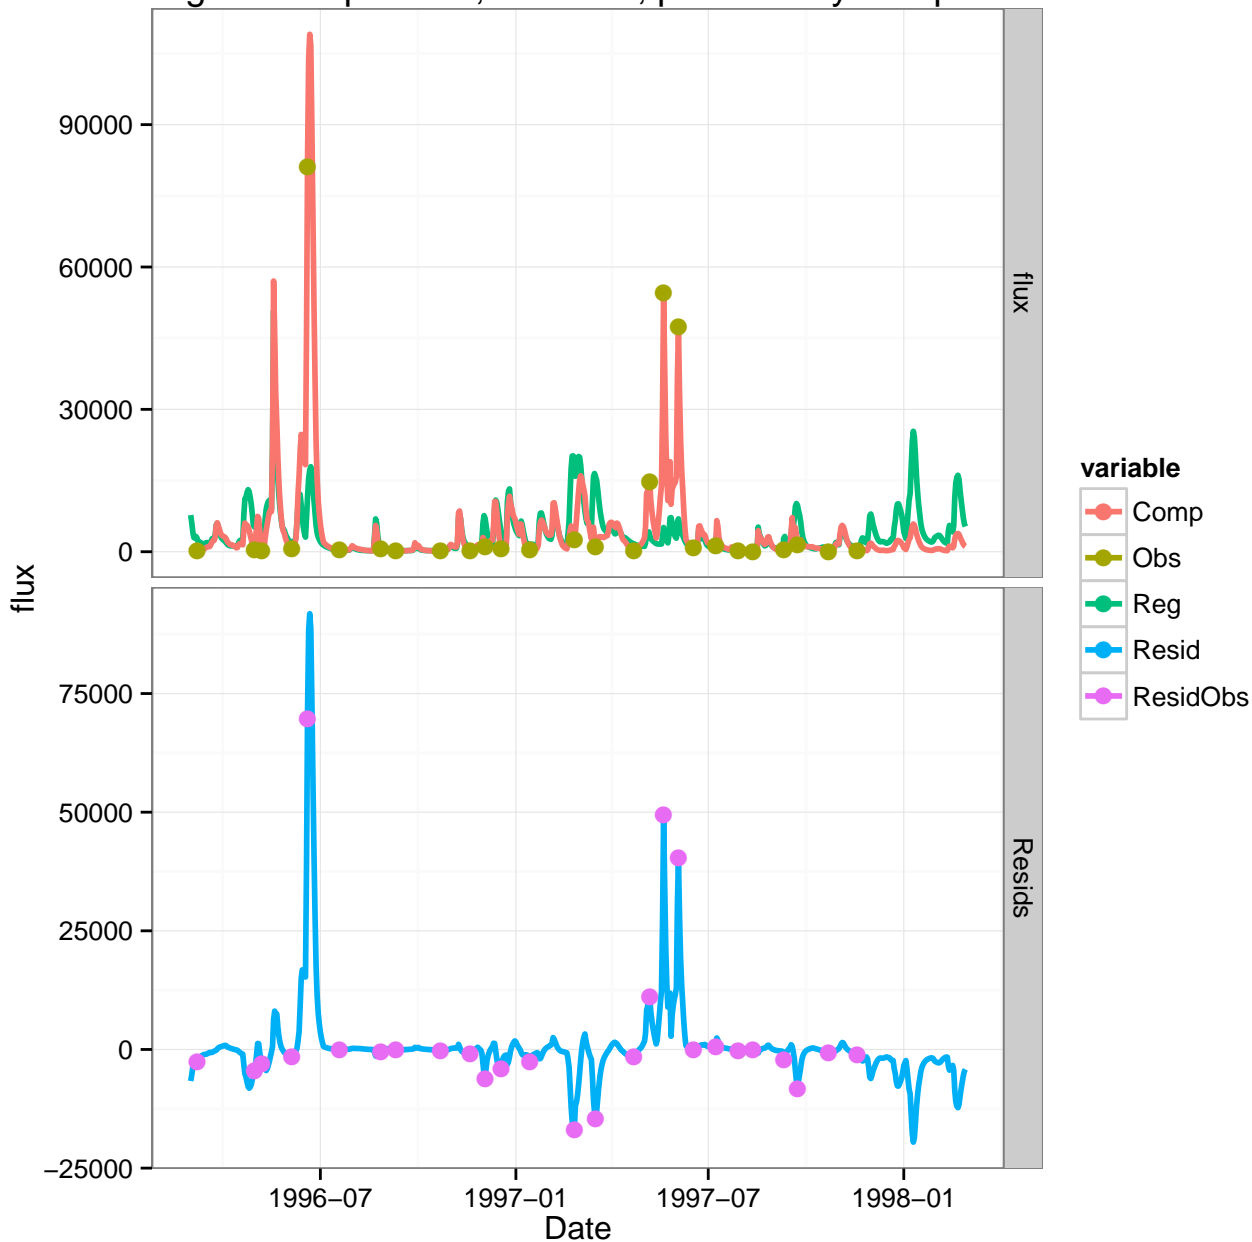 90000
60000
30000
0
flux
75000
50000
25000
0
−25000
Resids
flux
1996−07
1997−01
1997−07
1998−01
Date
variable
Comp
Obs
Reg
Resid
ResidObs